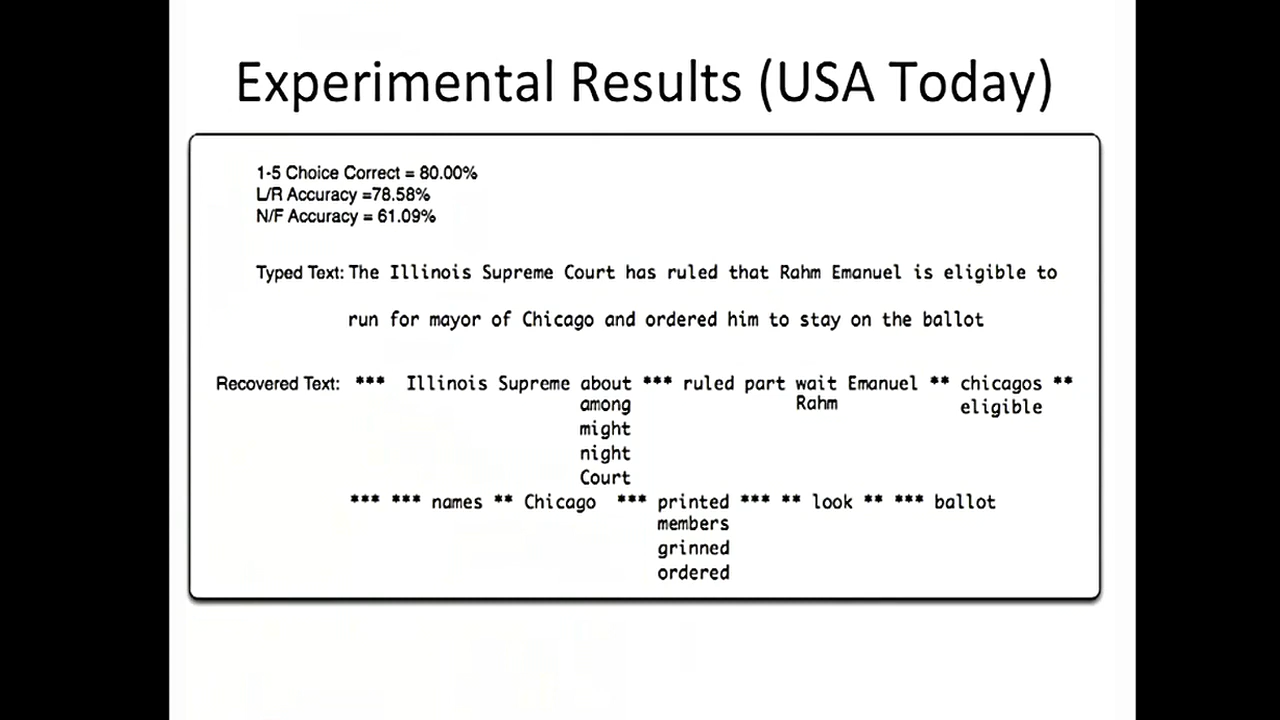 Experimental Results (USA Today)
1-5 Choice Correct = 80.00%
L/R Accuracy =78.58%
N/F Accuracy = 61.09%
Typed Text: The Illinois Supreme Court has ruled that Rahm Emanuel is eligible to
run for mayor of Chicago and ordered him to stay on the ballot
Recovered Text: *** Illinois Supreme about *** ruled part wait Emanuel ** chicagos **
among Rahm eligible
might
night
Court
*** *** names ** Chicago *** printed *** ** look ** *** ballot
members
grinned
ordered